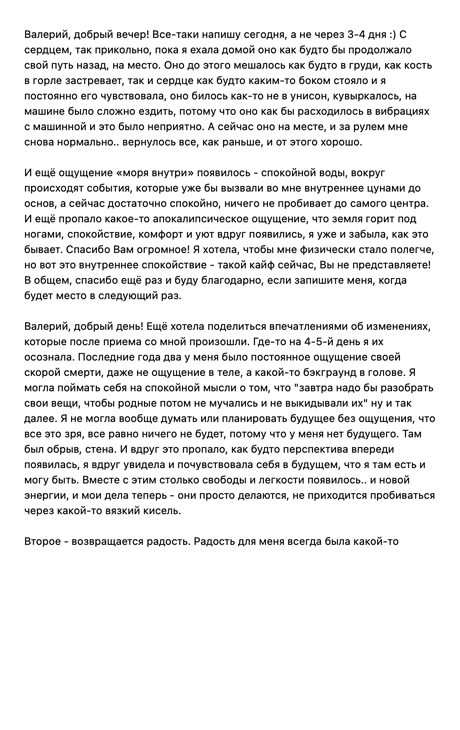 Валерий, добрый вечер! Все-таки напишу сегодня, а не через 3-4 дня :) С
сердцем, так прикольно, пока я ехала домой оно как будто бы продолжало
свой путь назад, на место. Оно до этого мешалось как будто в груди, как кость
в горле застревает, так и сердце как будто каким-то боком стояло и я
постоянно его чувствовала, оно билось как-то не в унисон, кувыркалось, на
машине было сложно ездить, потому что оно как бы расходилось в вибрациях
с машинной и это было неприятно. А сейчас оно на месте, и за рулем мне
снова нормально.. вернулось все, как раньше, и от этого хорошо.
И ещё ощущение «моря внутри» появилось - спокойной воды, вокруг
происходят события, которые уже бы вызвали во мне внутреннее цунами до
основ, а сейчас достаточно спокойно, ничего не пробивает до самого центра.
И ещё пропало какое-то апокалипсическое ощущение, что земля горит под
ногами, спокойствие, комфорт и уют вдруг появились, я уже и забыла, как это
бывает. Спасибо Вам огромное! Я хотела, чтобы мне физически стало полегче,
но вот это внутреннее спокойствие - такой кайф сейчас, Вы не представляете!
В общем, спасибо ещё раз и буду благодарно, если запишите меня, когда
будет место в следующий раз.
Валерий, добрый день! Ещё хотела поделиться впечатлениями об изменениях,
которые после приема со мной произошли. Где-то на 4-5-й день я их
осознала. Последние года два у меня было постоянное ощущение своей
скорой смерти, даже не ощущение в теле, а какой-то бэкграунд в голове. Я
могла поймать себя на спокойной мысли о том, что "завтра надо бы разобрать
свои вещи, чтобы родные потом не мучались и не выкидывали их" ну и так
далее. Я не могла вообще думать или планировать будущее без ощущения, что
все это зря, все равно ничего не будет, потому что у меня нет будущего. Там
был обрыв, стена. И вдруг это пропало, как будто перспектива впереди
появилась, я вдруг увидела и почувствовала себя в будущем, что я там есть и
могу быть. Вместе с этим столько свободы и легкости появилось.. и новой
энергии, и мои дела теперь - они просто делаются, не приходится пробиваться
через какой-то вязкий кисель.
Второе - возвращается радость. Радость для меня всегда была какой-то